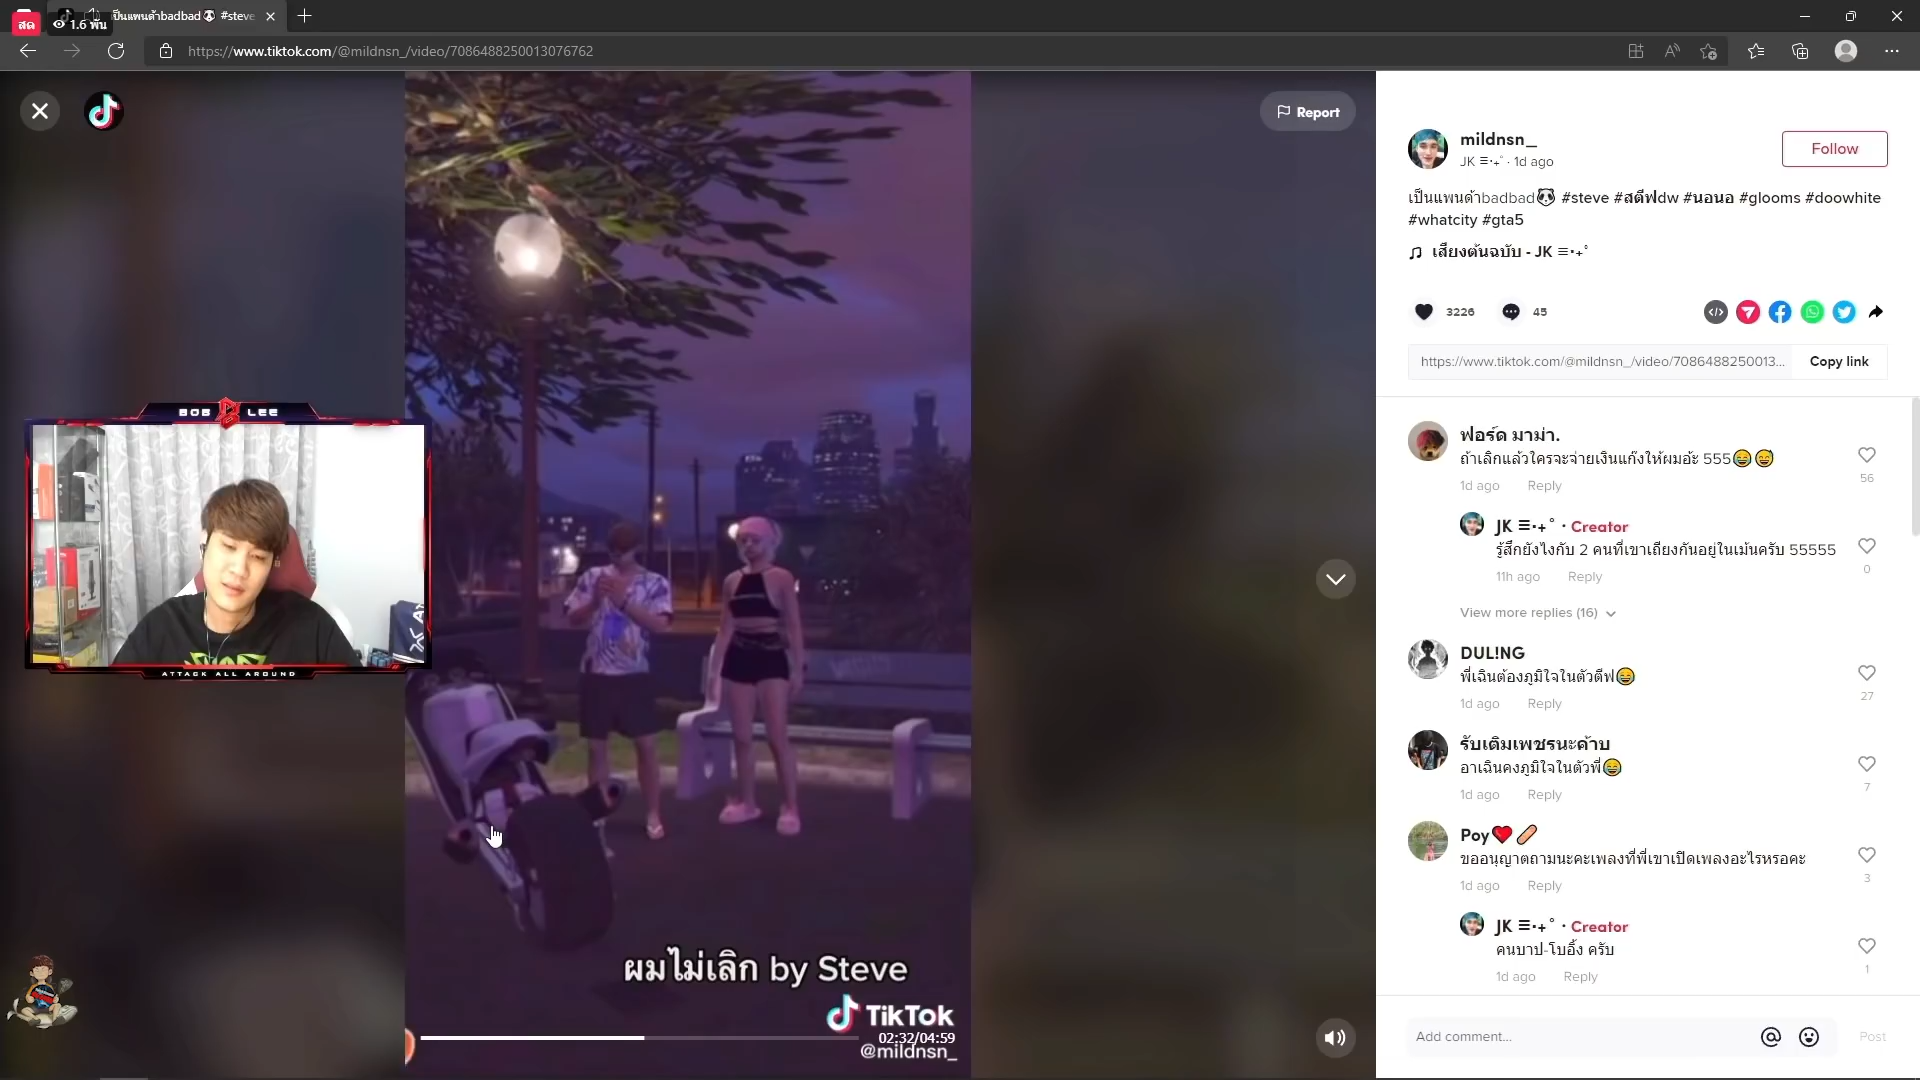 สด
1.6 พัน
เป็นแพนด้าbadbad🐼 #steve
https://www.tiktok.com/@mildnsn_/video/7086488250013076762
Report
BOB LEE
ATTACK ALL AROUND
ผมไม่เลิก by Steve
TikTok
02:32/04:59
@mildnsn_
mildnsn_
JK ≡･₊˚ · 1d ago
Follow
เป็นแพนด้าbadbad🐼 #steve #สตีฟdw #นอนอ #glooms #doowhite
#whatcity #gta5
เสียงต้นฉบับ - JK ≡･₊˚
3226
45
https://www.tiktok.com/@mildnsn_/video/7086488250013...
Copy link
ฟอร์ด มาม่า.
ถ้าเลิกแล้วใครจะจ่ายเงินแก๊งให้ผมอ้ะ 555😂😅
1d ago Reply
56
JK ≡･₊˚ · Creator
รู้สึกยังไงกับ 2 คนที่เขาเถียงกันอยู่ในเม้นครับ 55555
11h ago Reply
0
View more replies (16)
DUL!NG
พี่เฉินต้องภูมิใจในตัวตีฟ😂
1d ago Reply
27
รับเติมเพชรนะค้าบ
อาเฉินคงภูมิใจในตัวพี่😂
1d ago Reply
7
Poy❤️🩹
ขออนุญาตถามนะคะเพลงที่พี่เขาเปิดเพลงอะไรหรอคะ
1d ago Reply
3
JK ≡･₊˚ · Creator
คนบาป-โบอิ้ง ครับ
1d ago Reply
1
Add comment...
Post